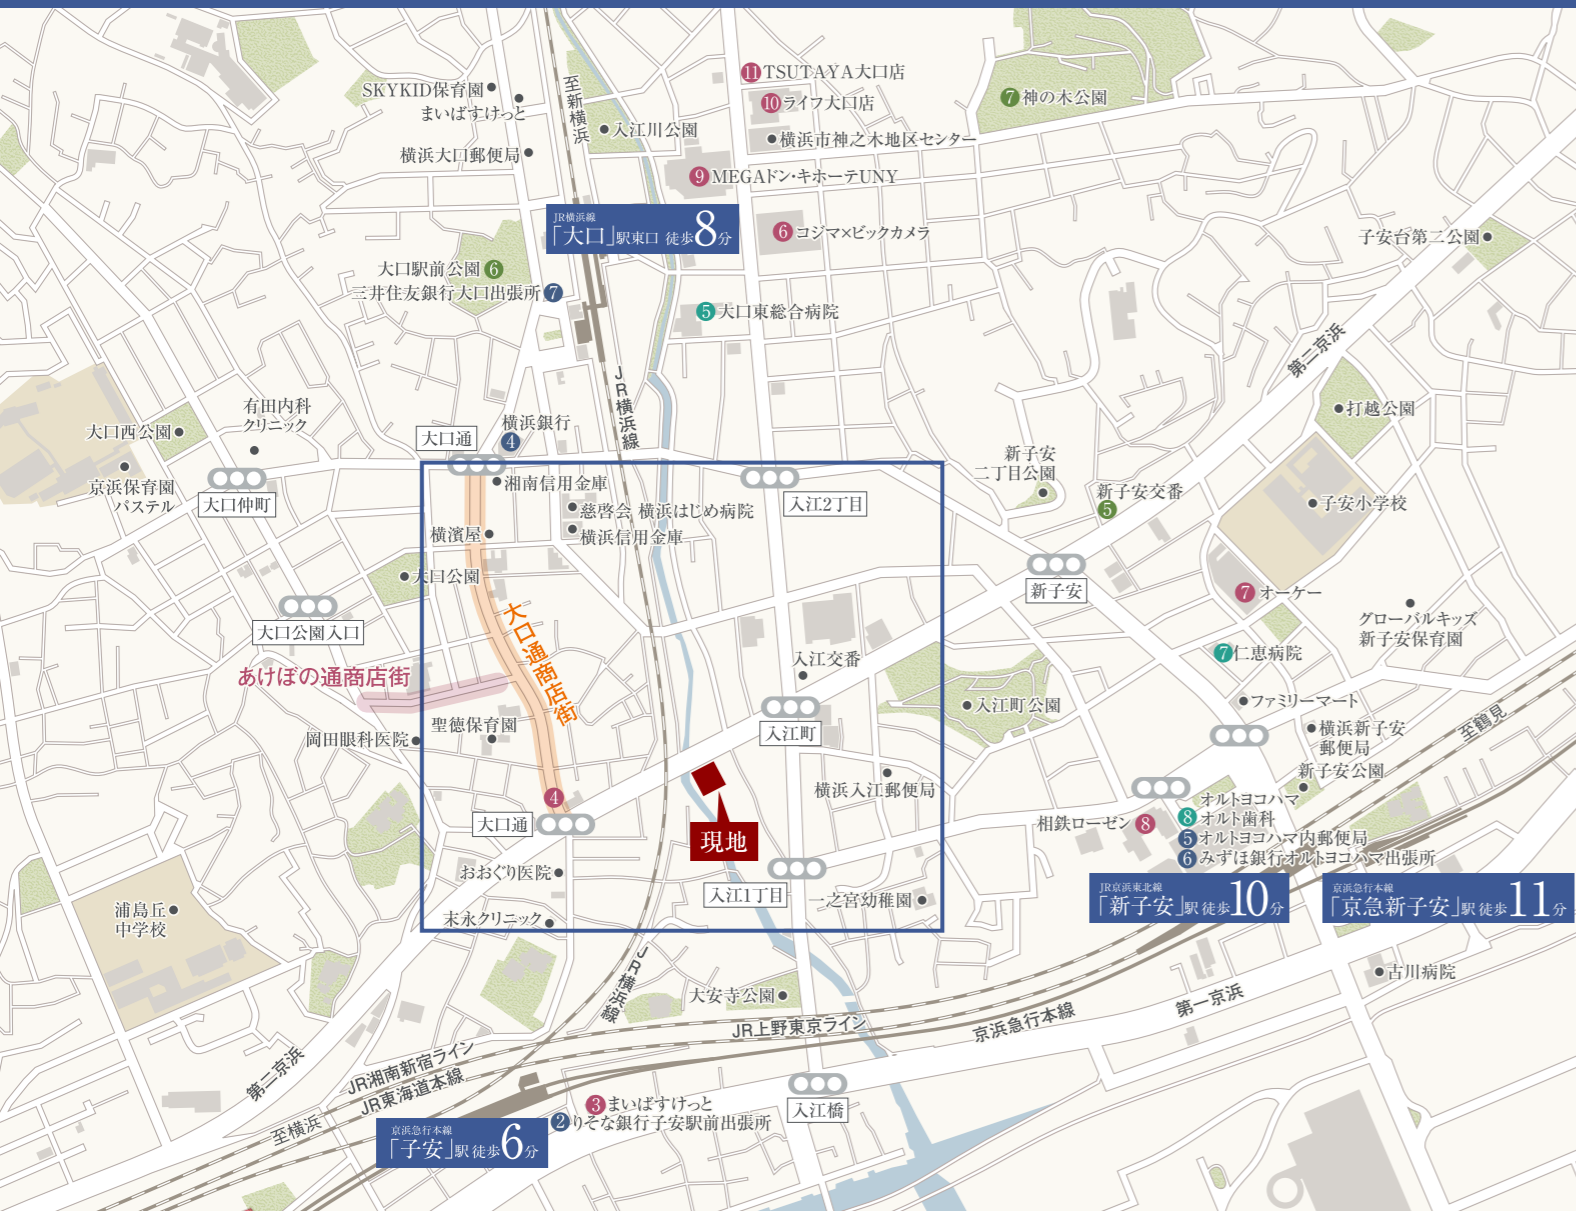 ⑪TSUTAYA大口店
SKYKID保育園
まいばすけっと
至新横浜
⑩ライフ大口店
⑦神の木公園
入江川公園
横浜市神之木地区センター
横浜大口郵便局
⑨MEGAドン・キホーテUNY
JR横浜線
「大口」駅東口 徒歩8分
⑥コジマ×ビックカメラ
子安台第二公園
大口駅前公園⑥
三井住友銀行大口出張所⑦
⑤大口東総合病院
第二京浜
JR横浜線
有田内科
クリニック
大口西公園
横浜銀行
④
大口通
打越公園
新子安
二丁目公園
京浜保育園
パステル
大口仲町
湘南信用金庫
慈啓会 横浜はじめ病院
横浜信用金庫
入江2丁目
新子安交番
⑤
子安小学校
横濱屋
大口公園
新子安
⑦オーケー
大口公園入口
グローバルキッズ
新子安保育園
大口通商店街
入江交番
⑦仁恵病院
あけぼの通商店街
聖徳保育園
岡田眼科医院
入江町
入江町公園
ファミリーマート
横浜新子安
郵便局
至鶴見
新子安公園
④
大口通
現地
横浜入江郵便局
相鉄ローゼン⑧
オルトヨコハマ
⑧オルト歯科
⑤オルトヨコハマ内郵便局
⑥みずほ銀行オルトヨコハマ出張所
おおぐり医院
末永クリニック
入江1丁目
一之宮幼稚園
JR京浜東北線
「新子安」駅 徒歩10分
京浜急行本線
「京急新子安」駅 徒歩11分
浦島丘
中学校
JR横浜線
大安寺公園
古川病院
第一京浜
京浜急行本線
JR上野東京ライン
JR湘南新宿ライン
JR東海道本線
第二京浜
至横浜
入江橋
③まいばすけっと
②りそな銀行子安駅前出張所
京浜急行本線
「子安」駅 徒歩6分